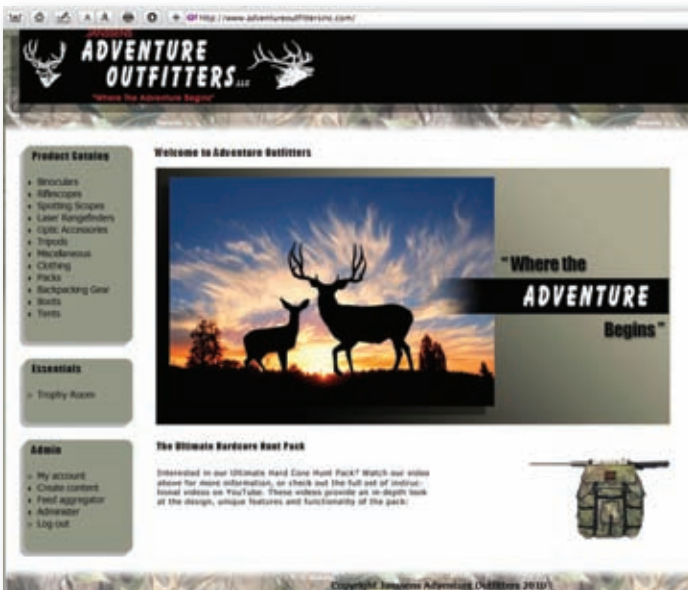 http://www.adventureoutfittersinc.com/
JANSSENS
ADVENTURE
OUTFITTERS LLC
"Where The Adventure Begins"
Product Catalog
Binoculars
Riflescopes
Spotting Scopes
Laser Rangefinders
Optic Accessories
Tripods
Miscellaneous
Clothing
Packs
Backpacking Gear
Boots
Tents
Essentials
Trophy Room
Admin
My account
Create content
Feed aggregator
Administer
Log out
Welcome to Adventure Outfitters
"Where the
ADVENTURE
Begins"
The Ultimate Hardcore Hunt Pack
Interested in our Ultimate Hard Core Hunt Pack? Watch our video
above for more information, or check out the full set of instruc-
tional videos on YouTube. These videos provide an in-depth look
at the design, unique features and functionality of the pack:
Copyright Janssens Adventure Outfitters 2010